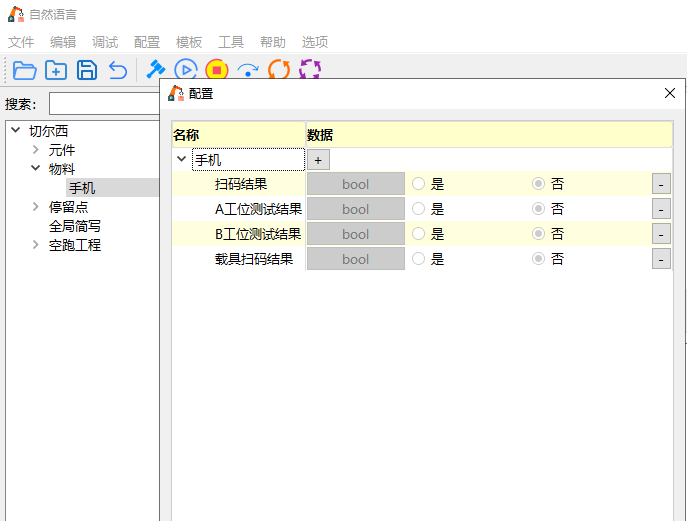 自然语言
文件 编辑 调试 配置 模板 工具 帮助 选项
搜索:
切尔西
元件
物料
手机
停留点
全局简写
空跑工程
配置
名称 数据
手机 +
扫码结果 bool 是 否 -
A工位测试结果 bool 是 否 -
B工位测试结果 bool 是 否 -
载具扫码结果 bool 是 否 -